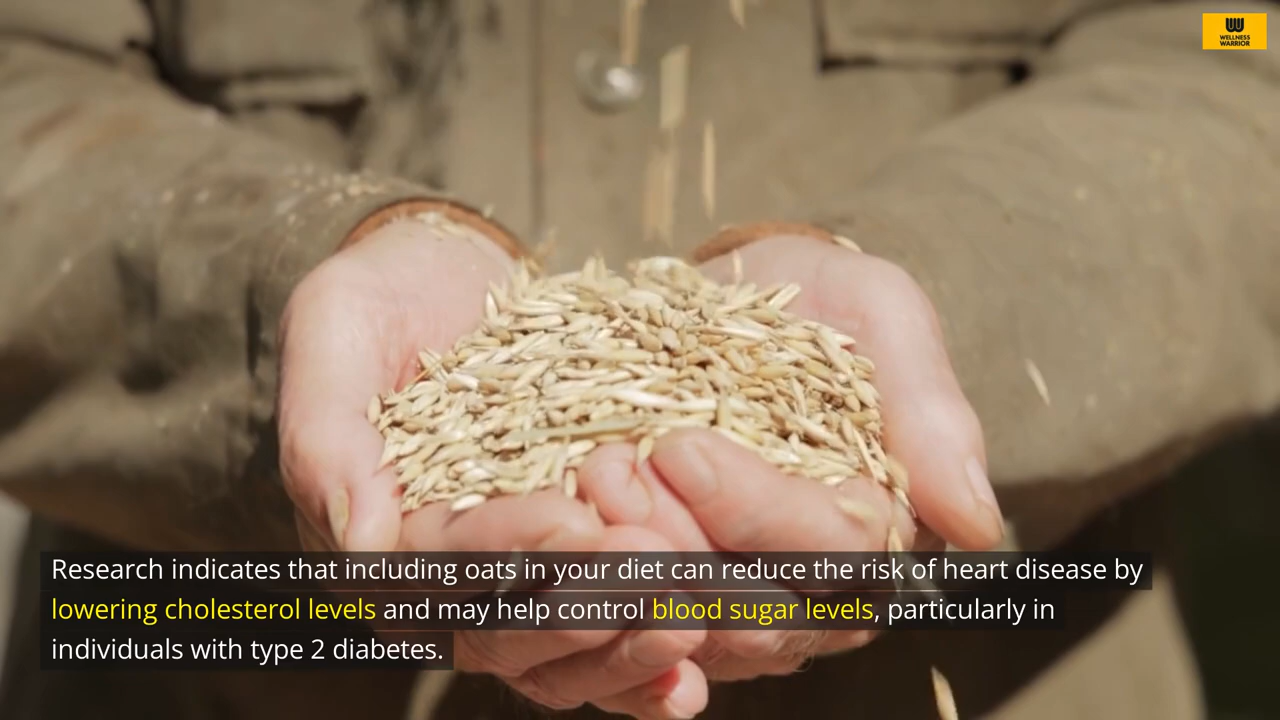 WELLNESS
WARRIOR
Research indicates that including oats in your diet can reduce the risk of heart disease by
lowering cholesterol levels and may help control blood sugar levels, particularly in
individuals with type 2 diabetes.